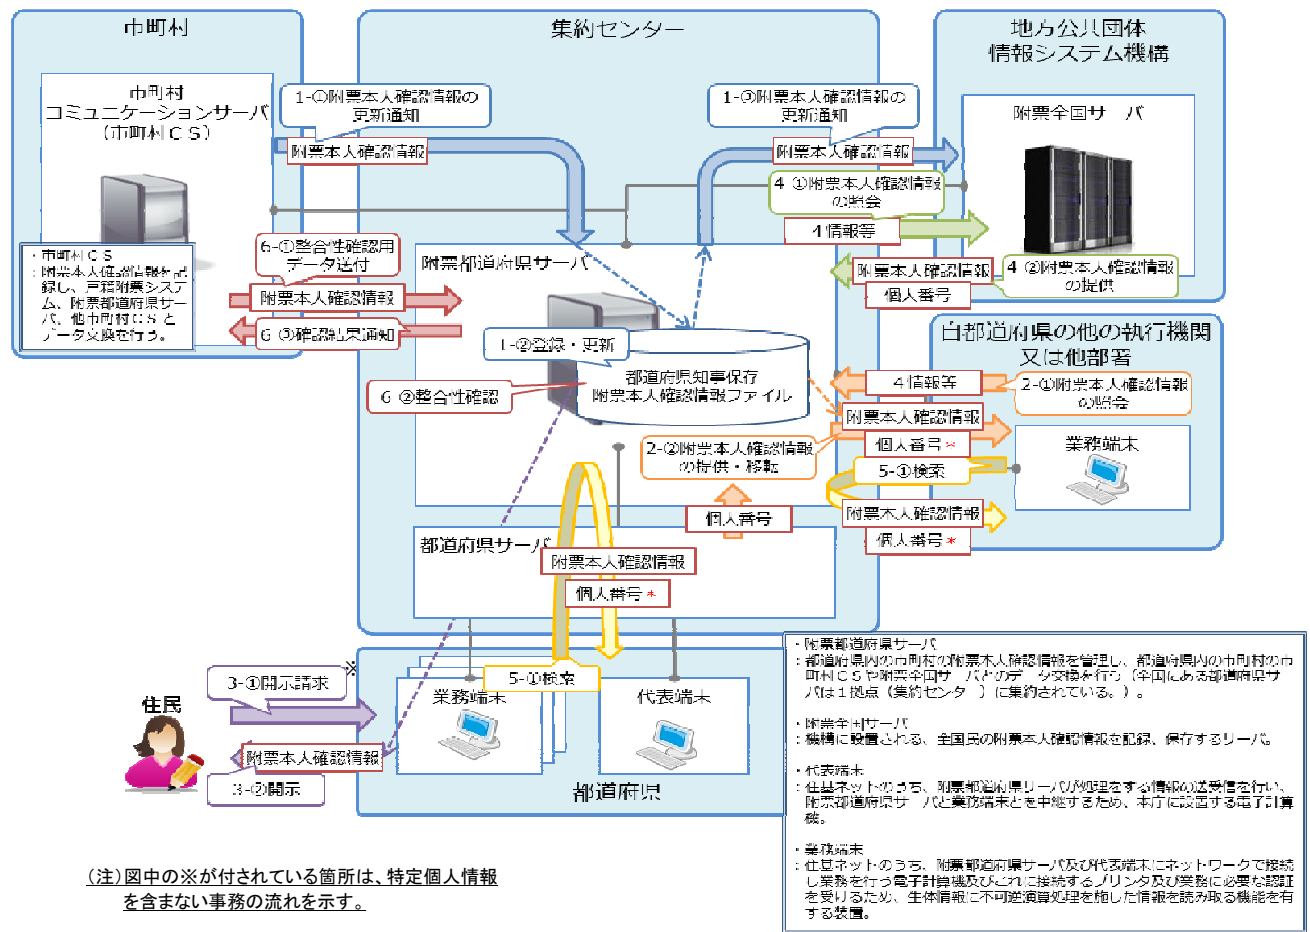 市町村
市町村
コミュニケーションサーバ
（市町村ＣＳ）
・市町村ＣＳ
：附票本人確認情報を記
録し、戸籍附票システ
ム、附票都道府県サー
バ、他市町村ＣＳと
データ交換を行う。
集約センター
1-①附票本人確認情報の
更新通知
附票本人確認情報
1-③附票本人確認情報の
更新通知
附票本人確認情報
地方公共団体
情報システム機構
附票全国サーバ
4-①附票本人確認情報
の照会
４情報等
附票本人確認情報
個人番号
4-②附票本人確認情報
の提供
6-①整合性確認用
データ送付
附票本人確認情報
6-③確認結果通知
附票都道府県サーバ
1-②登録・更新
6-②整合性確認
都道府県知事保存
附票本人確認情報ファイル
自都道府県の他の執行機関
又は他部署
４情報等
2-①附票本人確認情報
の照会
附票本人確認情報
個人番号＊
2-②附票本人確認情報
の提供・移転
5-①検索
業務端末
附票本人確認情報
個人番号＊
個人番号
都道府県サーバ
附票本人確認情報
個人番号＊
※
3-①開示請求
住民
附票本人確認情報
3-②開示
5-①検索
業務端末
代表端末
都道府県
・附票都道府県サーバ
：都道府県内の市町村の附票本人確認情報を管理し、都道府県内の市町村の市
町村ＣＳや附票全国サーバとのデータ交換を行う（全国にある都道府県サー
バは１拠点（集約センター）に集約されている。）。
・附票全国サーバ
：機構に設置される、全国民の附票本人確認情報を記録、保存するサーバ。
・代表端末
：住基ネットのうち、附票都道府県サーバが処理をする情報の送受信を行い、
附票都道府県サーバと業務端末とを中継するため、本庁に設置する電子計算
機。
・業務端末
：住基ネットのうち、附票都道府県サーバ及び代表端末にネットワークで接続
し業務を行う電子計算機及びこれに接続するプリンタ及び業務に必要な認証
を受けるため、生体情報に不可逆演算処理を施した情報を読み取る機能を有
する装置。
（注）図中の※が付されている箇所は、特定個人情報
を含まない事務の流れを示す。